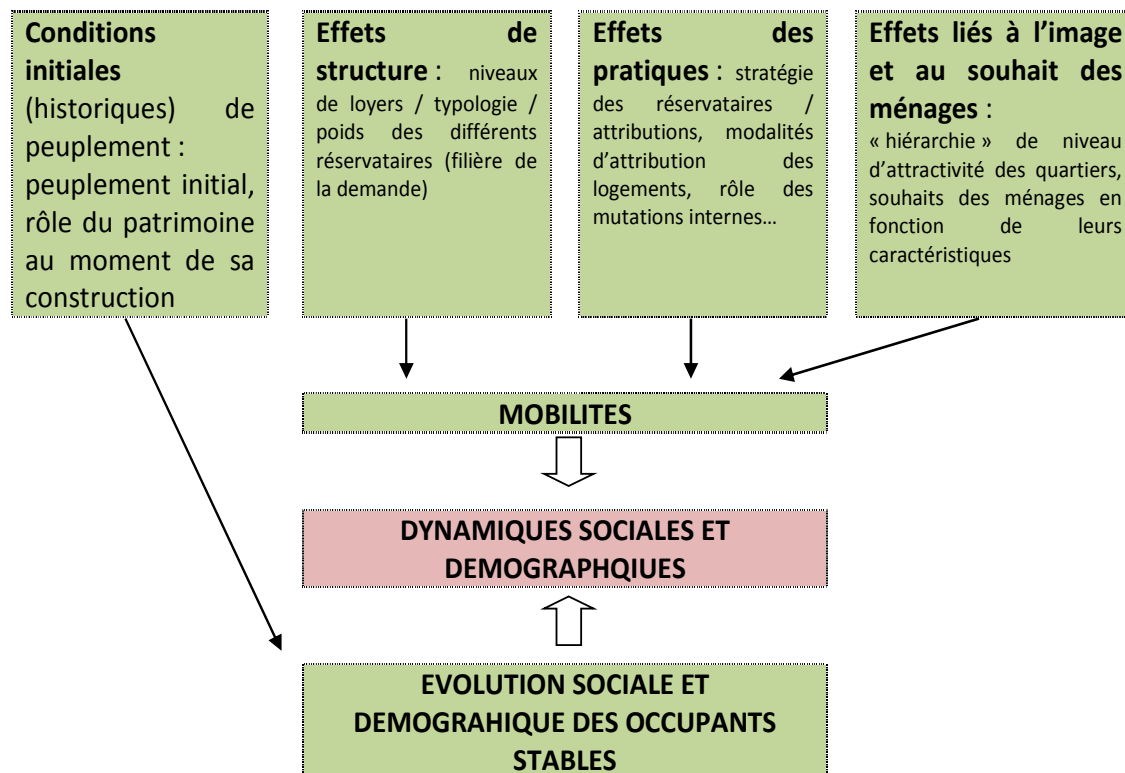 Conditions
initiales
(historiques) de
peuplement :
peuplement initial,
rôle du patrimoine
au moment de sa
construction
Effets de
structure : niveaux
de loyers / typologie /
poids des différents
réservataires (filière de
la demande)
Effets des
pratiques : stratégie
des réservataires /
attributions, modalités
d’attribution des
logements, rôle des
mutations internes…
Effets liés à l’image
et au souhait des
ménages :
« hiérarchie » de niveau
d’attractivité des quartiers,
souhaits des ménages en
fonction de leurs
caractéristiques
MOBILITES
DYNAMIQUES SOCIALES ET
DEMOGRAPHQIUES
EVOLUTION SOCIALE ET
DEMOGRAHIQUE DES OCCUPANTS
STABLES